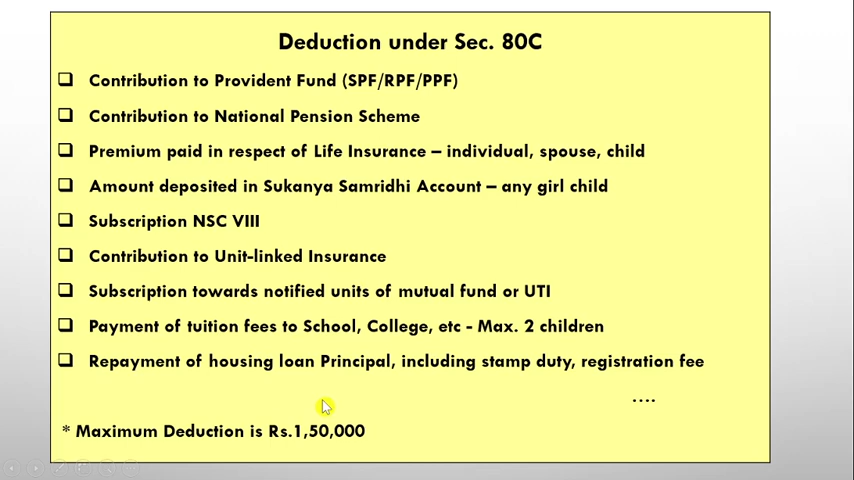 Deduction under Sec. 80C
❑ Contribution to Provident Fund (SPF/RPF/PPF)
❑ Contribution to National Pension Scheme
❑ Premium paid in respect of Life Insurance – individual, spouse, child
❑ Amount deposited in Sukanya Samridhi Account – any girl child
❑ Subscription NSC VIII
❑ Contribution to Unit-linked Insurance
❑ Subscription towards notified units of mutual fund or UTI
❑ Payment of tuition fees to School, College, etc - Max. 2 children
❑ Repayment of housing loan Principal, including stamp duty, registration fee
....
* Maximum Deduction is Rs.1,50,000